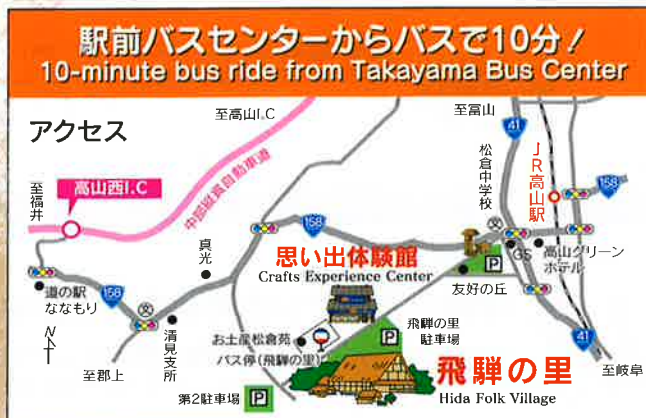 駅前バスセンターからバスで10分！
10-minute bus ride from Takayama Bus Center
アクセス
至高山I.C
至富山
41
松倉中学校
JR高山駅
158
至福井
高山西I.C
中部縦貫自動車道
158
真光
思い出体験館
Crafts Experience Center
文
GS
高山グリーン
ホテル
P
友好の丘
道の駅
ななもり
158
文
清見支所
お土産松倉苑
バス停(飛騨の里)
飛騨の里
駐車場
P
41
N
至郡上
第2駐車場
P
飛騨の里
Hida Folk Village
至岐阜